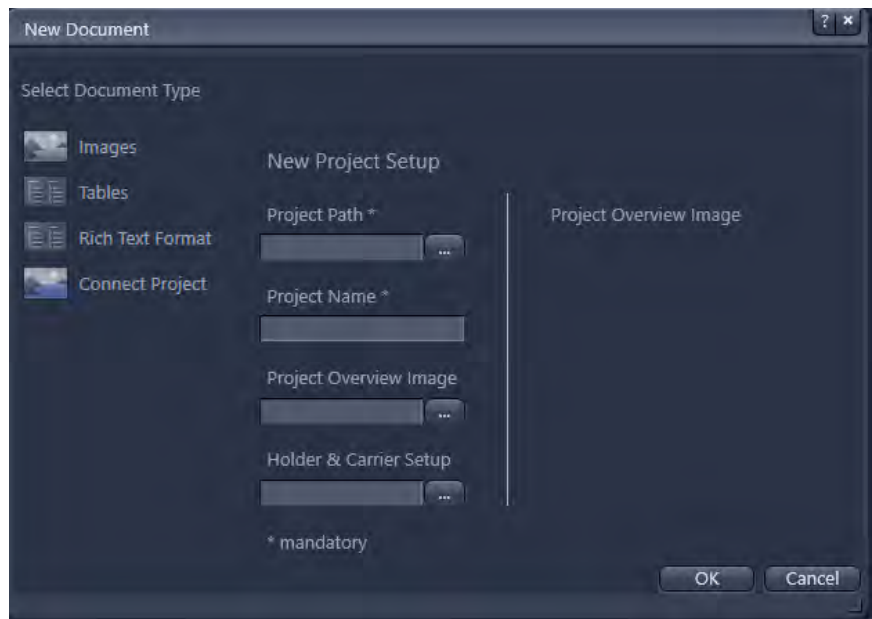 New Document
? ×
Select Document Type
Images
Tables
Rich Text Format
Connect Project
New Project Setup
Project Path *
...
Project Name *
Project Overview Image
...
Holder & Carrier Setup
...
* mandatory
Project Overview Image
OK
Cancel